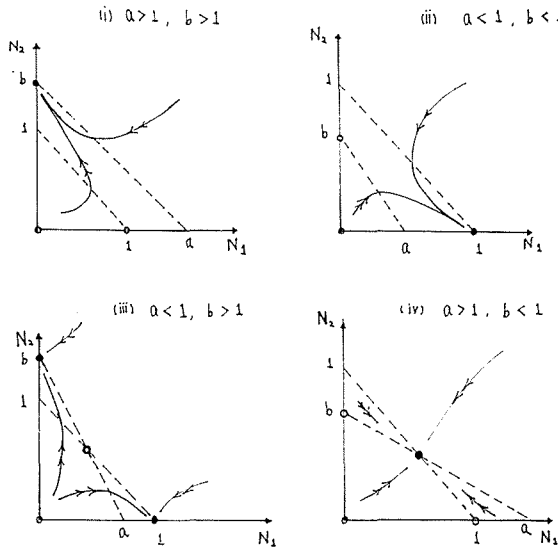 (i) a > 1 , b > 1
N₂
b
1
1
a
N₁
(ii) a < 1 , b <
1
b
a
1
N₁
(iii) a < 1, b > 1
N₂
b
1
a
1
N₁
(iv) a > 1 , b < 1
N₂
1
b
1
a
N₁